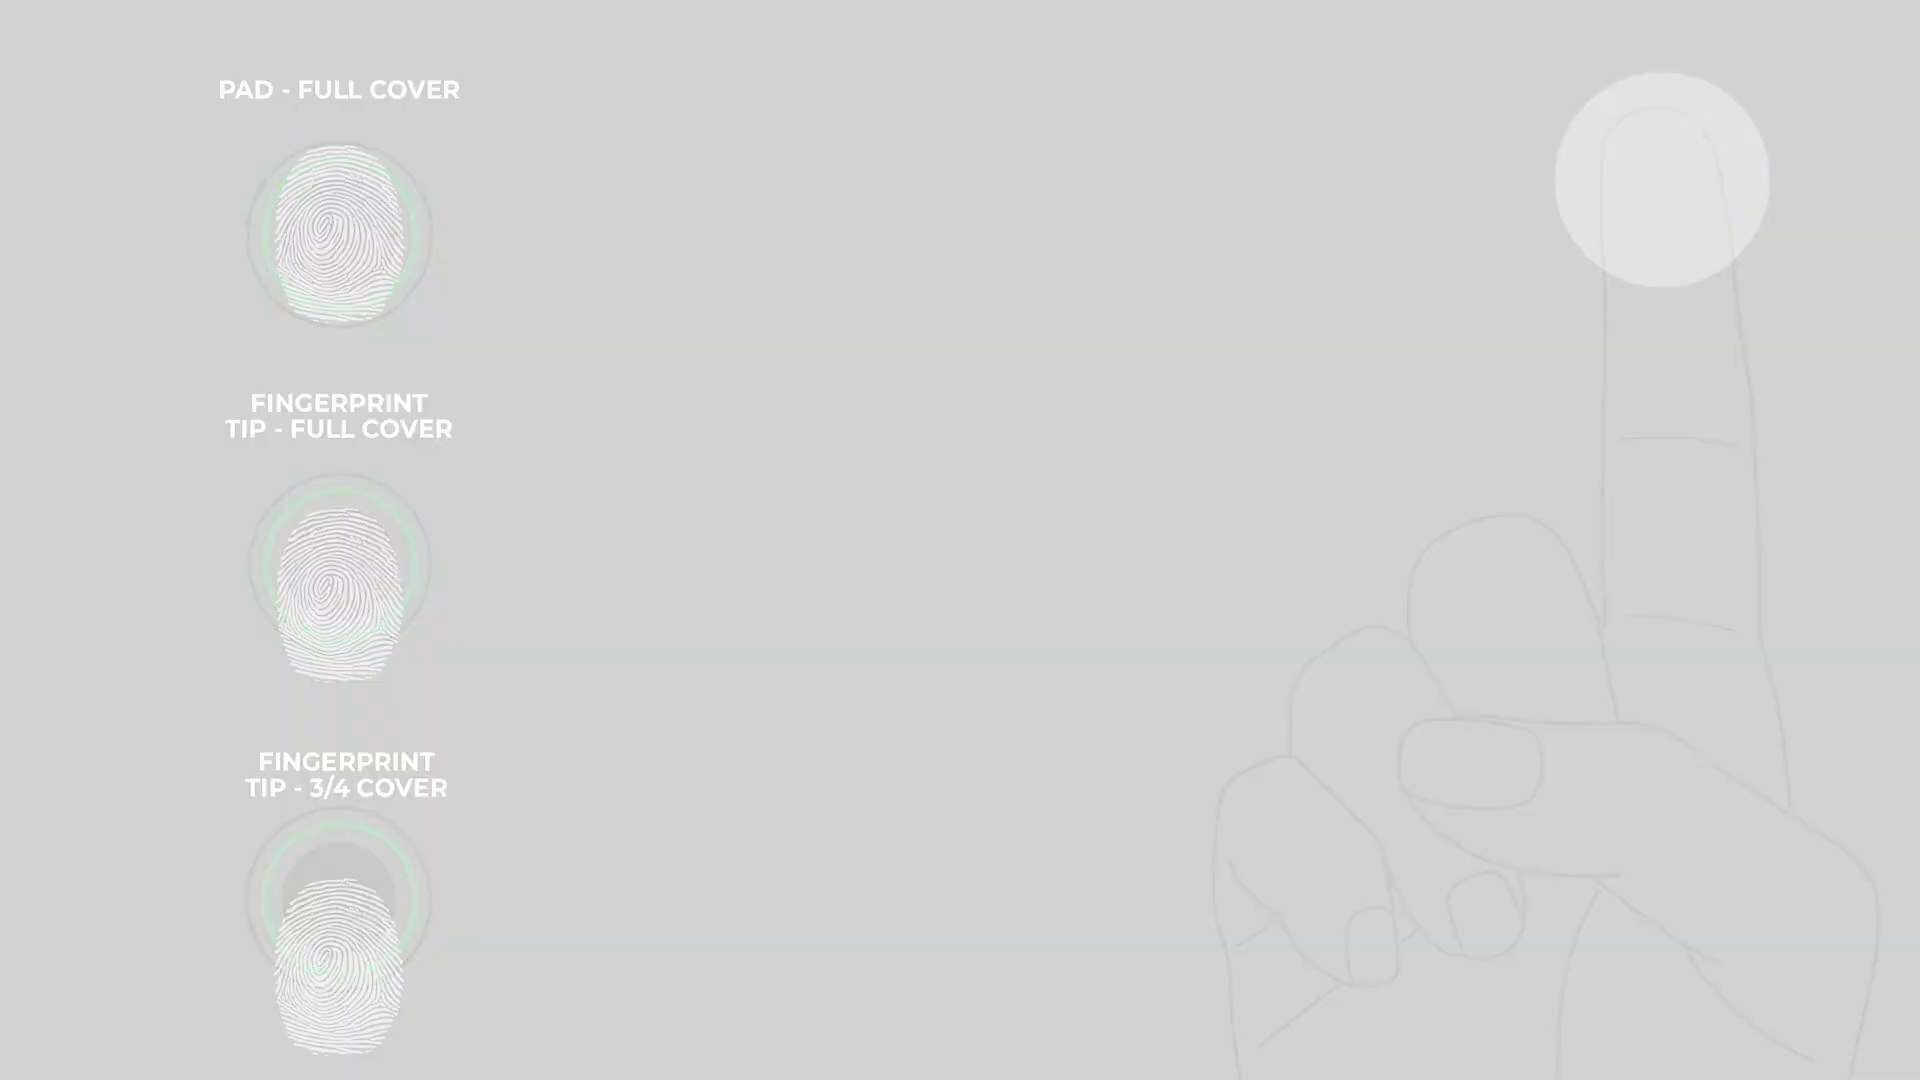 PAD - FULL COVER
FINGERPRINT
TIP - FULL COVER
FINGERPRINT
TIP - 3/4 COVER